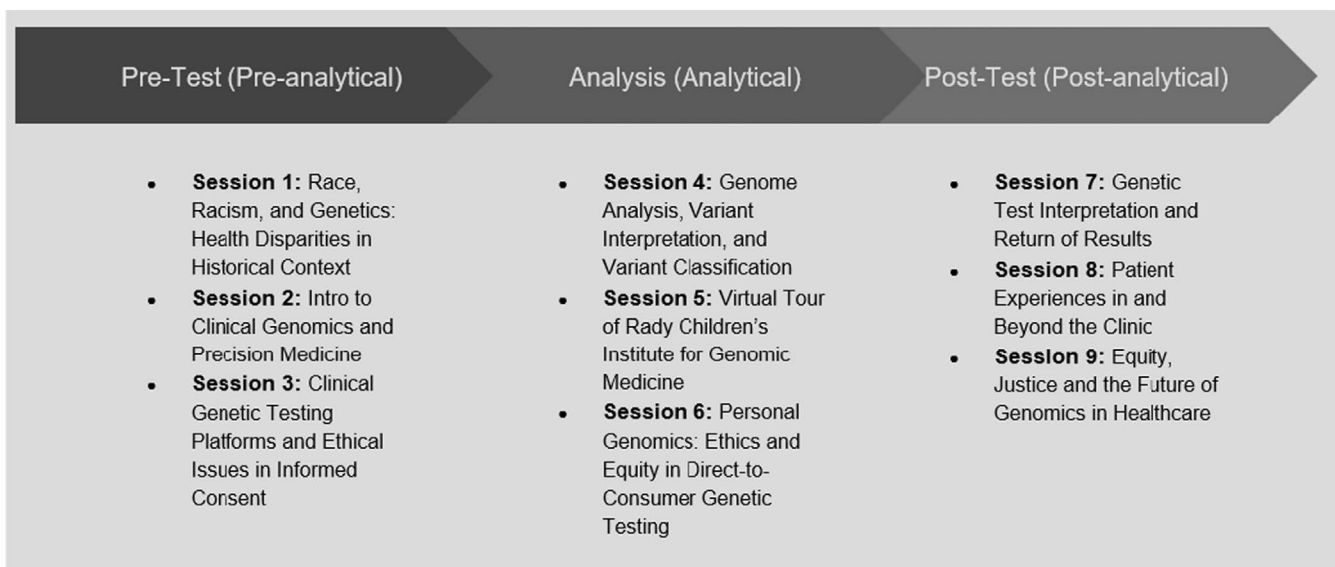 Pre-Test (Pre-analytical)
Analysis (Analytical)
Post-Test (Post-analytical)
• Session 1: Race,
Racism, and Genetics:
Health Disparities in
Historical Context
• Session 2: Intro to
Clinical Genomics and
Precision Medicine
• Session 3: Clinical
Genetic Testing
Platforms and Ethical
Issues in Informed
Consent
• Session 4: Genome
Analysis, Variant
Interpretation, and
Variant Classification
• Session 5: Virtual Tour
of Rady Children's
Institute for Genomic
Medicine
• Session 6: Personal
Genomics: Ethics and
Equity in Direct-to-
Consumer Genetic
Testing
• Session 7: Genetic
Test Interpretation and
Return of Results
• Session 8: Patient
Experiences in and
Beyond the Clinic
• Session 9: Equity,
Justice and the Future of
Genomics in Healthcare